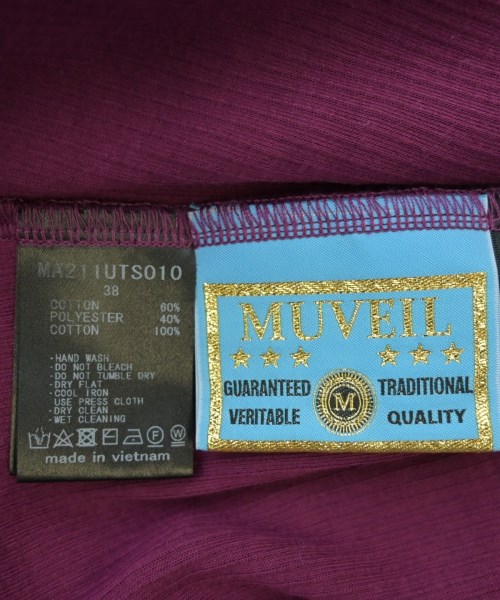 MA211UTS010
38
COTTON 60%
POLYESTER 40%
COTTON 100%
-HAND WASH
-DO NOT BLEACH
-DO NOT TUMBLE DRY
-DRY FLAT
-COOL IRON
USE PRESS CLOTH
-DRY CLEAN
-WET CLEANING
made in vietnam
MUVEIL
GUARANTEED TRADITIONAL
M
VERITABLE QUALITY